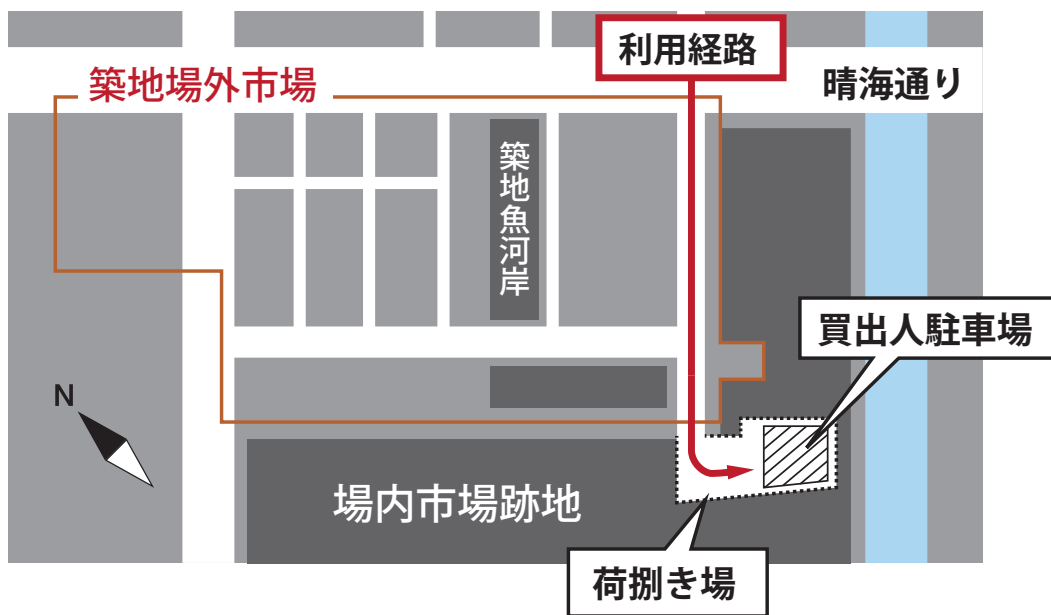 利用経路
築地場外市場
晴海通り
築地魚河岸
買出人駐車場
N
場内市場跡地
荷捌き場